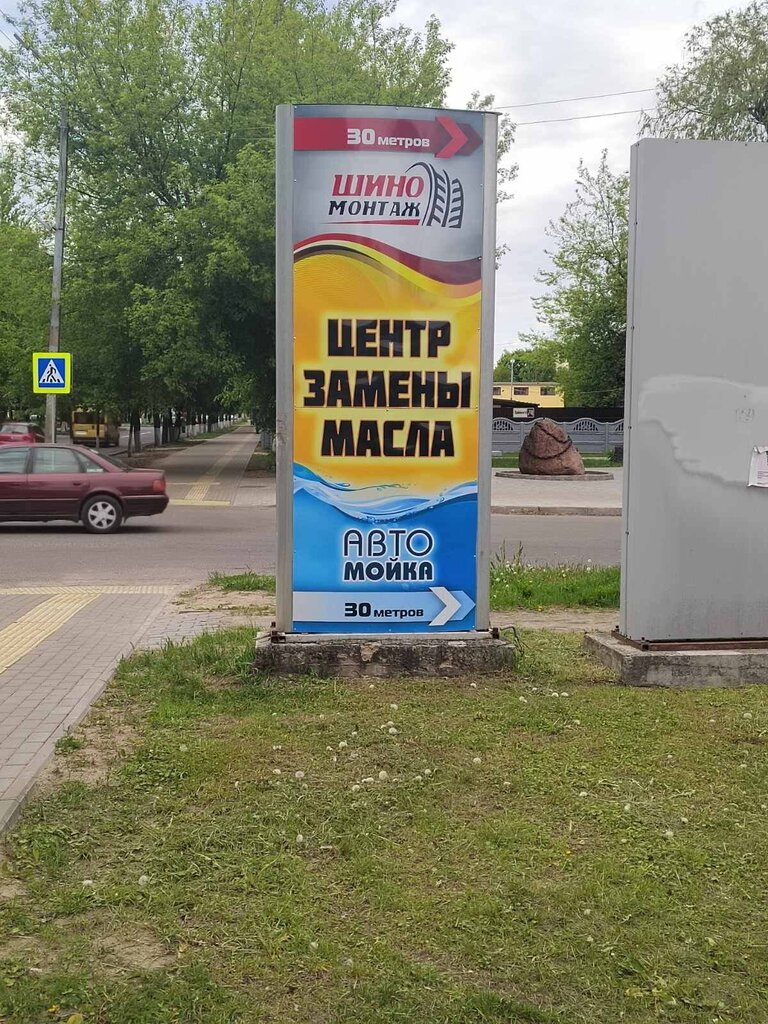 30 метров
ШИНО
МОНТАЖ
ЦЕНТР
ЗАМЕНЫ
МАСЛА
АВТО
МОЙКА
30 метров